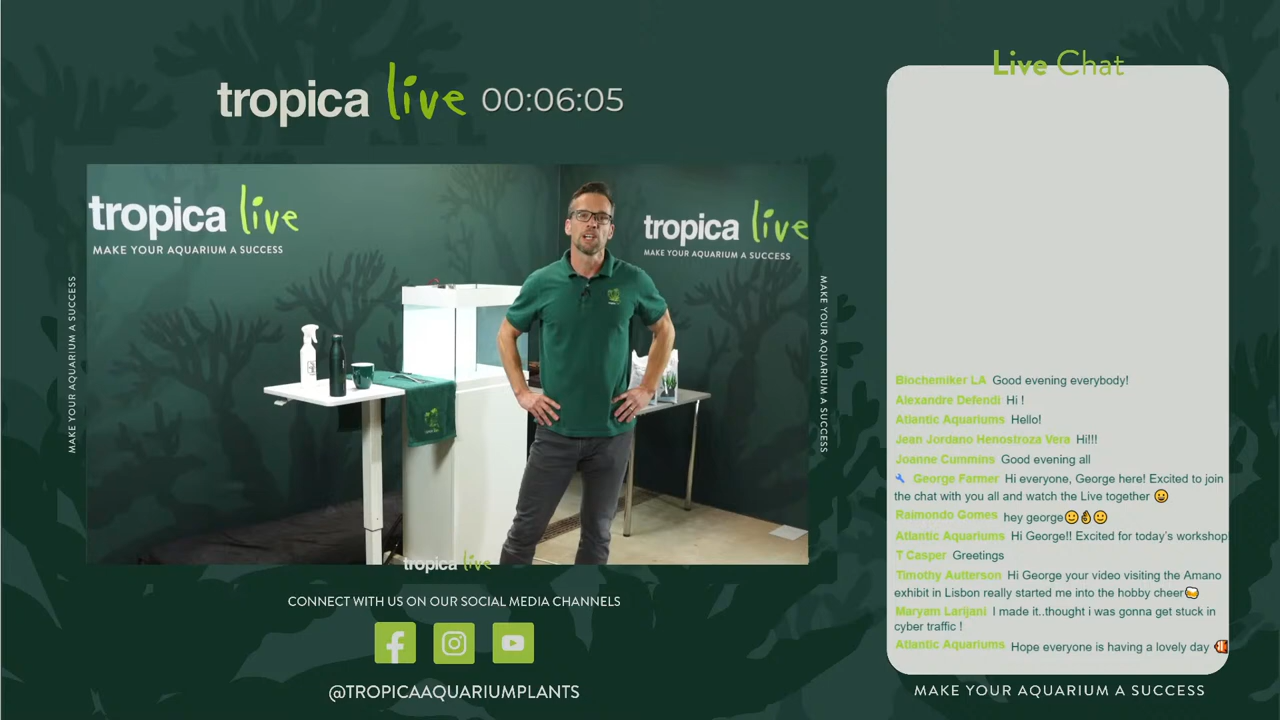 tropica live 00:06:05
Live Chat
tropica live
MAKE YOUR AQUARIUM A SUCCESS
tropica live
MAKE YOUR AQUARIUM A SUCCESS
MAKE YOUR AQUARIUM A SUCCESS
MAKE YOUR AQUARIUM A SUCCESS
tropica live
CONNECT WITH US ON OUR SOCIAL MEDIA CHANNELS
@TROPICAAQUARIUMPLANTS
Biochemiker LA Good evening everybody!
Alexandre Defendi Hi !
Atlantic Aquariums Hello!
Jean Jordano Henostroza Vera Hi!!!
Joanne Cummins Good evening all
George Farmer Hi everyone, George here! Excited to join
the chat with you all and watch the Live together 😀
Raimondo Gomes hey george🙂👌🙂
Atlantic Aquariums Hi George!! Excited for today's workshop
T Casper Greetings
Timothy Autterson Hi George your video visiting the Amano
exhibit in Lisbon really started me into the hobby cheer🍻
Maryam Larijani I made it..thought i was gonna get stuck in
cyber traffic !
Atlantic Aquariums Hope everyone is having a lovely day 🐠
MAKE YOUR AQUARIUM A SUCCESS